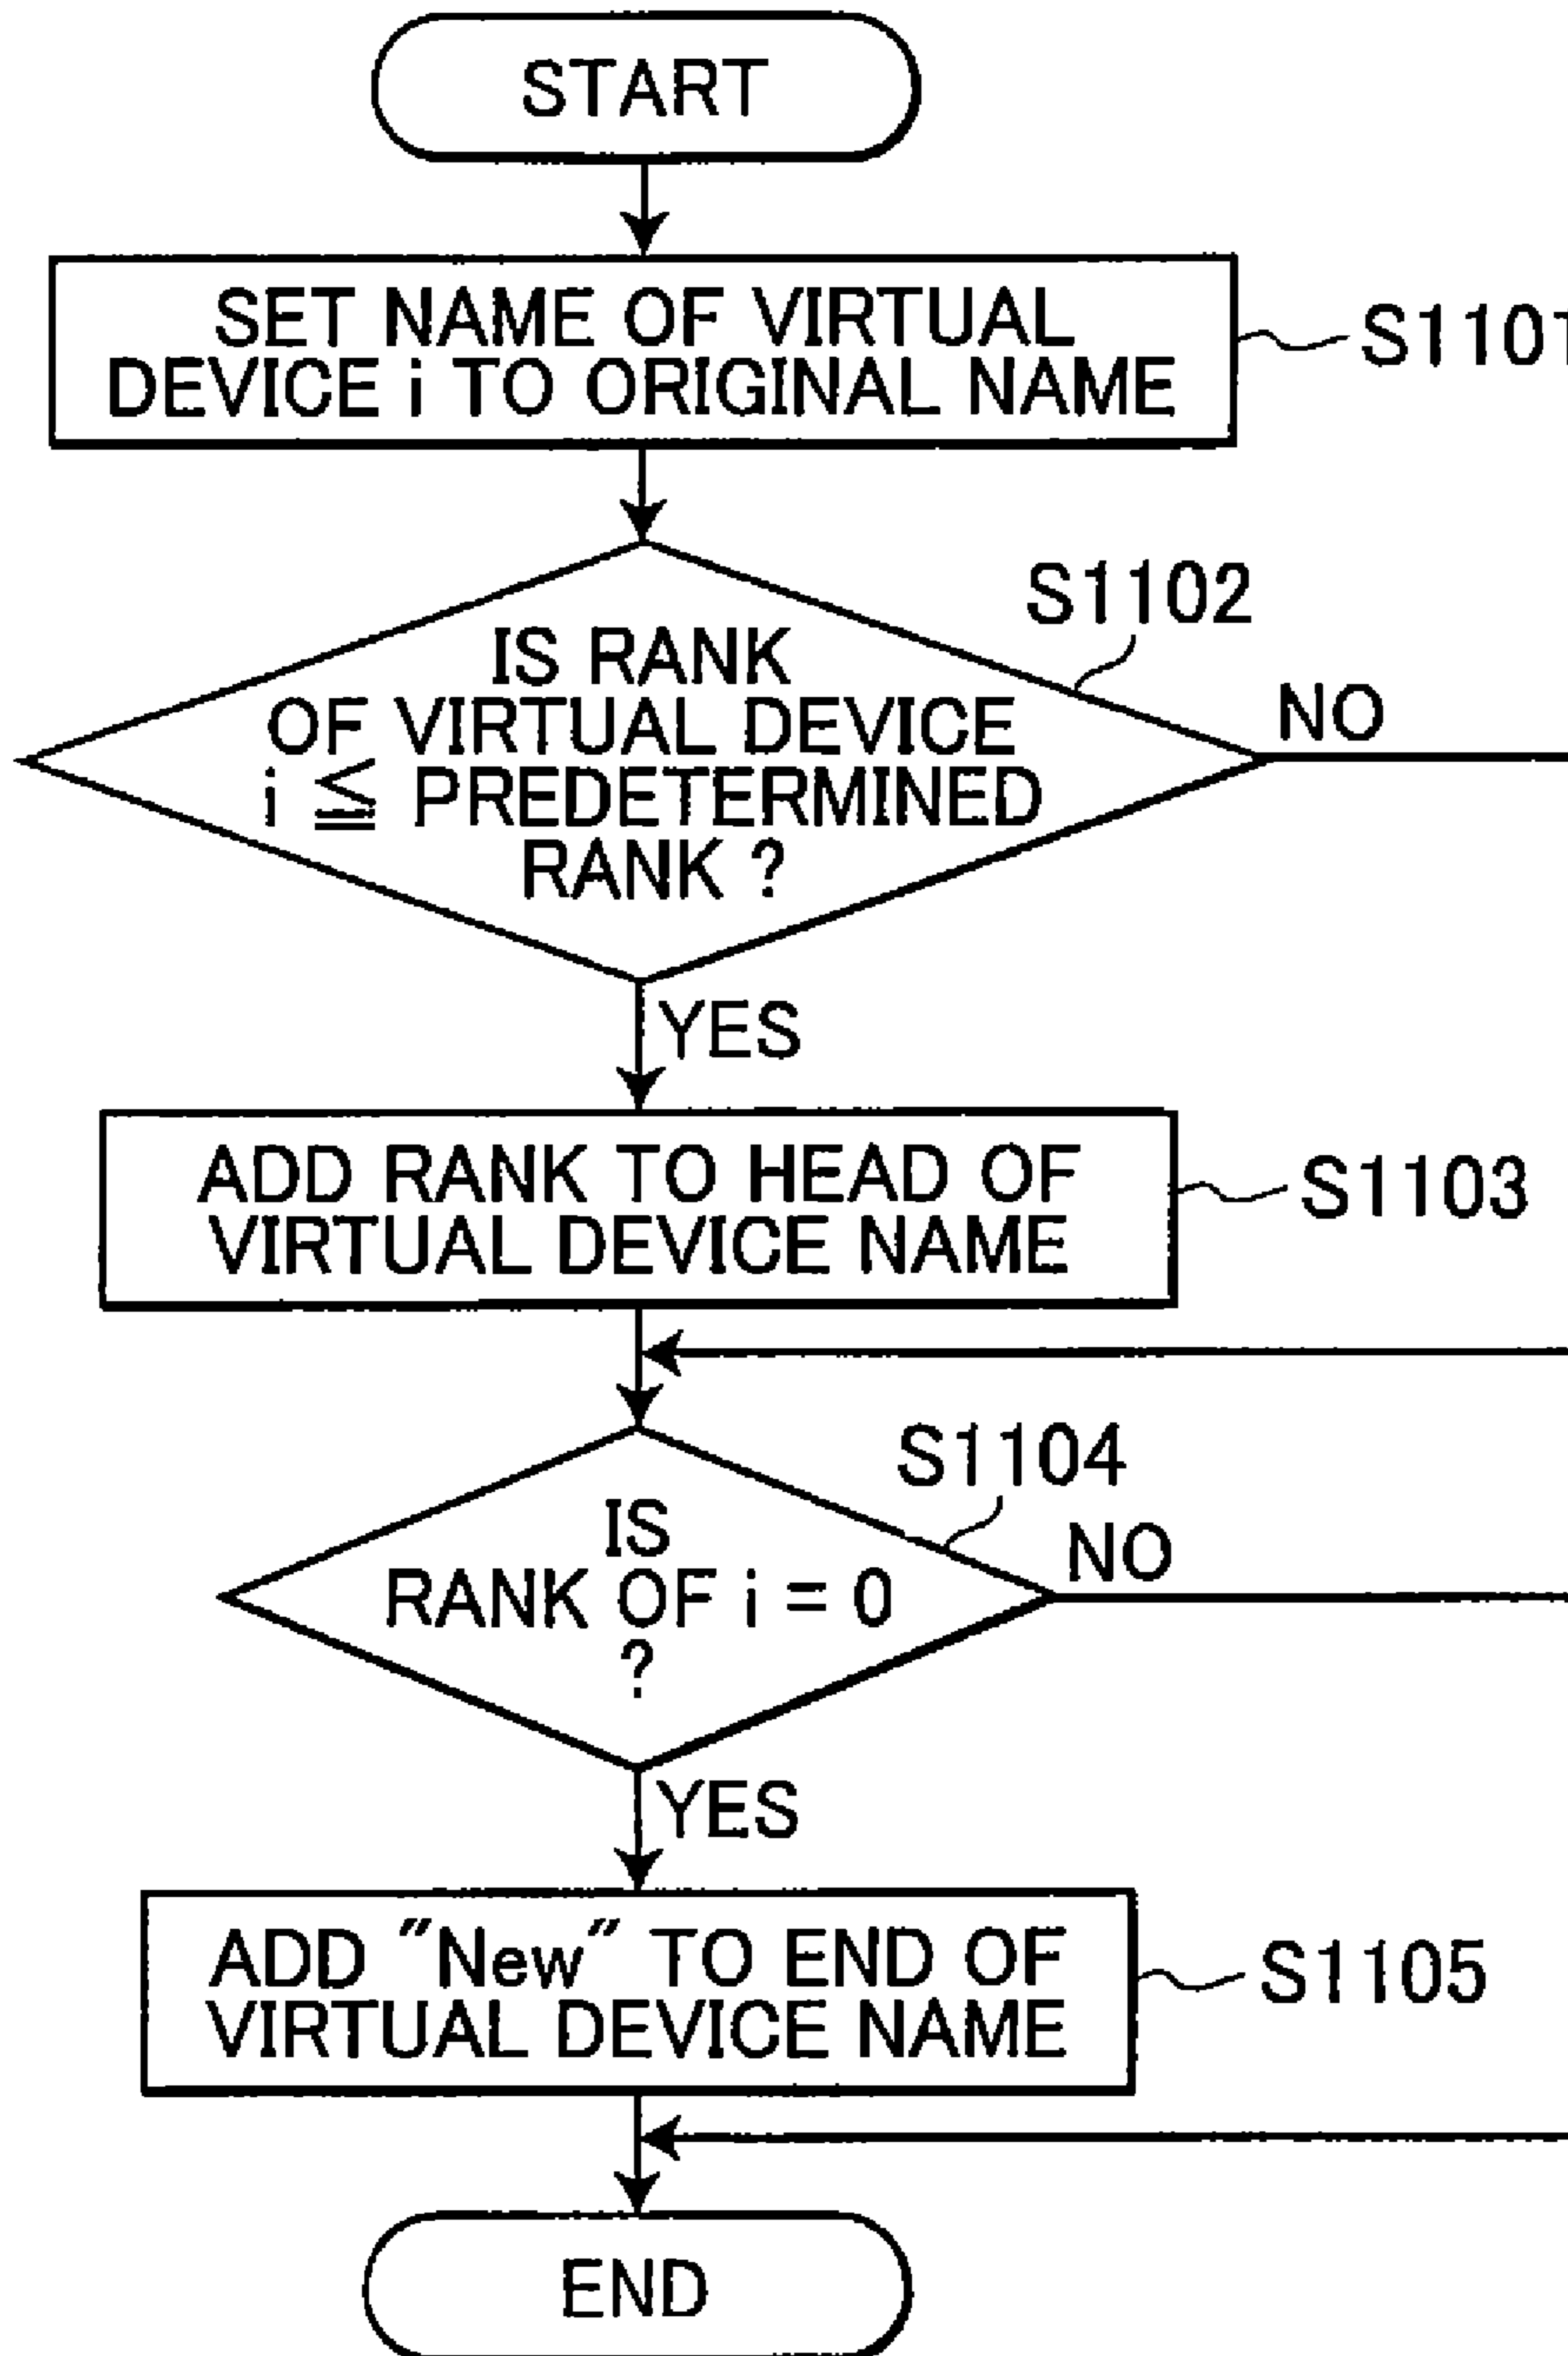 START
SET NAME OF VIRTUAL
DEVICE i TO ORIGINAL NAME
S1101
S1102
IS RANK
OF VIRTUAL DEVICE
i ≦ PREDETERMINED
RANK ?
NO
YES
ADD RANK TO HEAD OF
VIRTUAL DEVICE NAME
S1103
S1104
IS
RANK OF i = 0
?
NO
YES
ADD "New" TO END OF
VIRTUAL DEVICE NAME
S1105
END